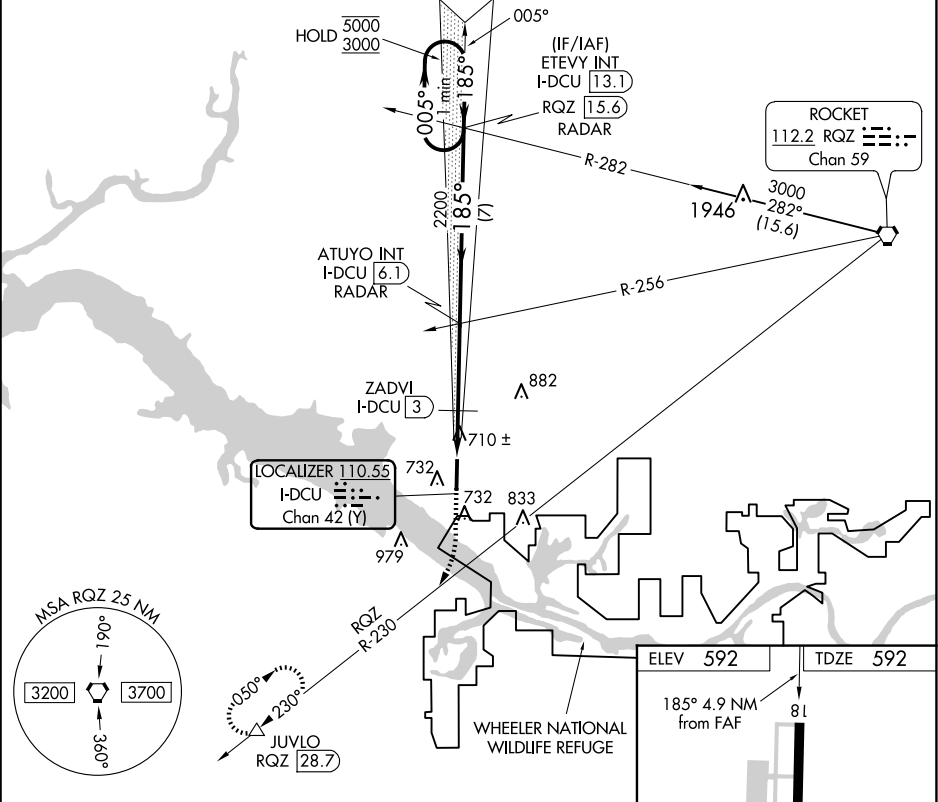 HOLD 5000
3000
005°
(IF/IAF)
ETEVY INT
I-DCU 13.1
RQZ 15.6
RADAR
005°
1 min
185°
ROCKET
112.2 RQZ
Chan 59
R-282
1946
3000
282°
(15.6)
2200
185°
(7)
ATUYO INT
I-DCU 6.1
RADAR
R-256
ZADVI
I-DCU 3
882
710 ±
LOCALIZER 110.55
I-DCU
Chan 42 (Y)
732
732
833
979
RQZ
R-230
MSA RQZ 25 NM
190°
3200
3700
360°
050°
230°
JUVLO
RQZ 28.7
WHEELER NATIONAL
WILDLIFE REFUGE
ELEV 592
TDZE 592
185° 4.9 NM
from FAF
18